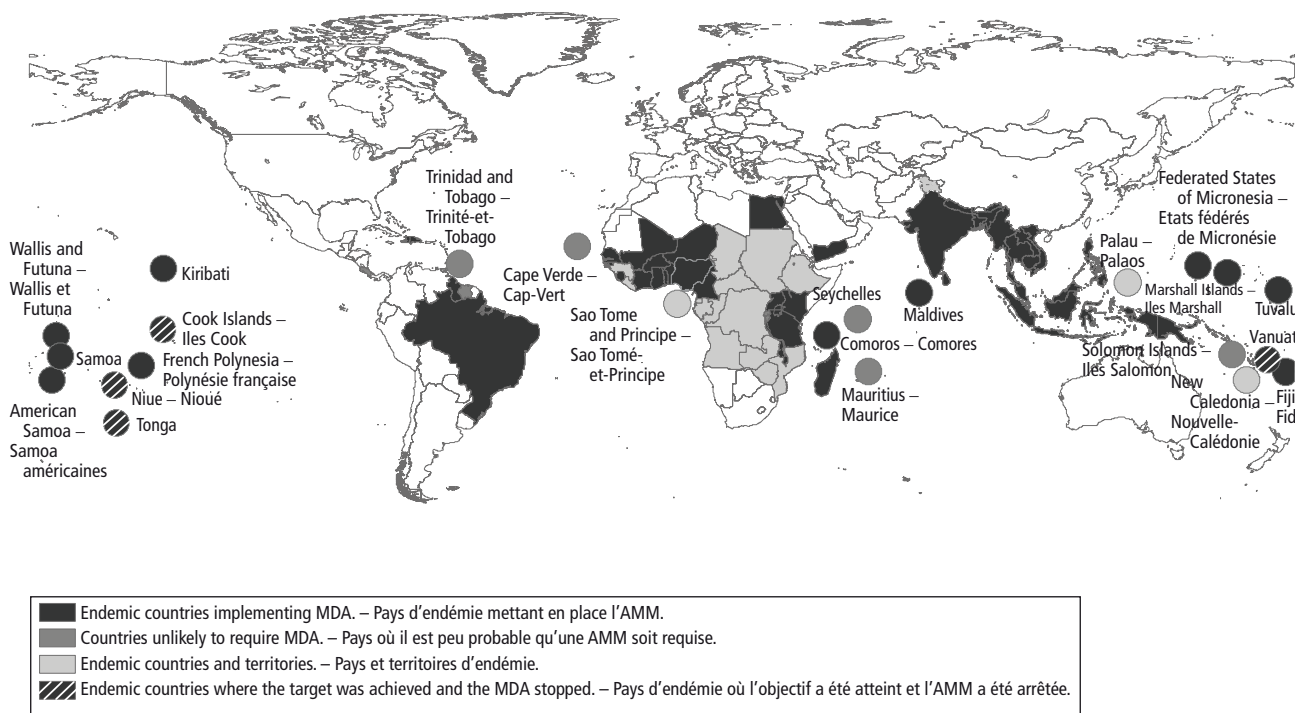 Trinidad and
Tobago –
Trinité-et-
Tobago
Federated States
of Micronesia –
Etats fédérés
de Micronésie
Wallis and
Futuna –
Wallis et
Futuna
Kiribati
Cape Verde –
Cap-Vert
Palau –
Palaos
Marshall Islands –
Iles Marshall
Seychelles
Maldives
Tuvalu
Cook Islands –
Iles Cook
Sao Tome
and Principe –
Sao Tomé-
et-Principe
Comoros – Comores
Vanuat
Samoa
French Polynesia –
Polynésie française
Solomon Islands –
Iles Salomon
Niue – Nioué
Mauritius –
Maurice
New
Caledonia –
Nouvelle-
Calédonie
Fiji
Fid
American
Samoa –
Samoa
américaines
Tonga
Endemic countries implementing MDA. – Pays d'endémie mettant en place l'AMM.
Countries unlikely to require MDA. – Pays où il est peu probable qu'une AMM soit requise.
Endemic countries and territories. – Pays et territoires d'endémie.
Endemic countries where the target was achieved and the MDA stopped. – Pays d'endémie où l'objectif a été atteint et l'AMM a été arrêtée.